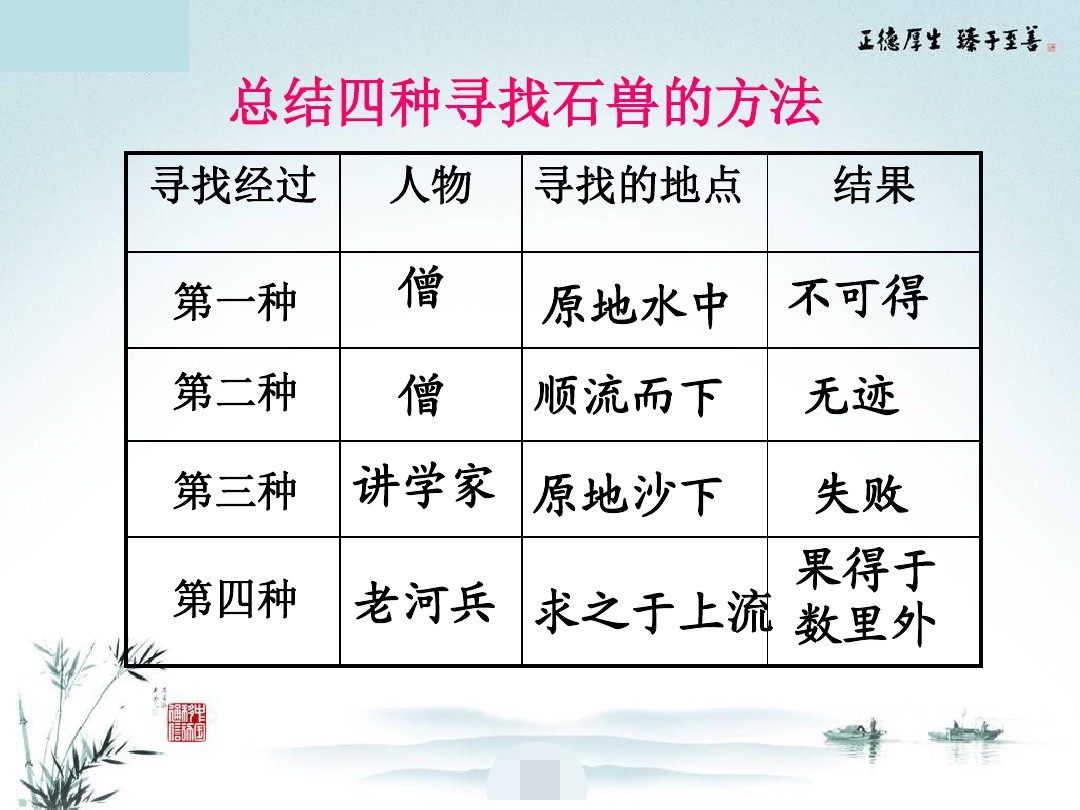 正德厚生 臻于至善
总结四种寻找石兽的方法
寻找经过 人物 寻找的地点 结果
第一种 僧 原地水中 不可得
第二种 僧 顺流而下 无迹
第三种 讲学家 原地沙下 失败
第四种 老河兵 求之于上流 果得于
数里外